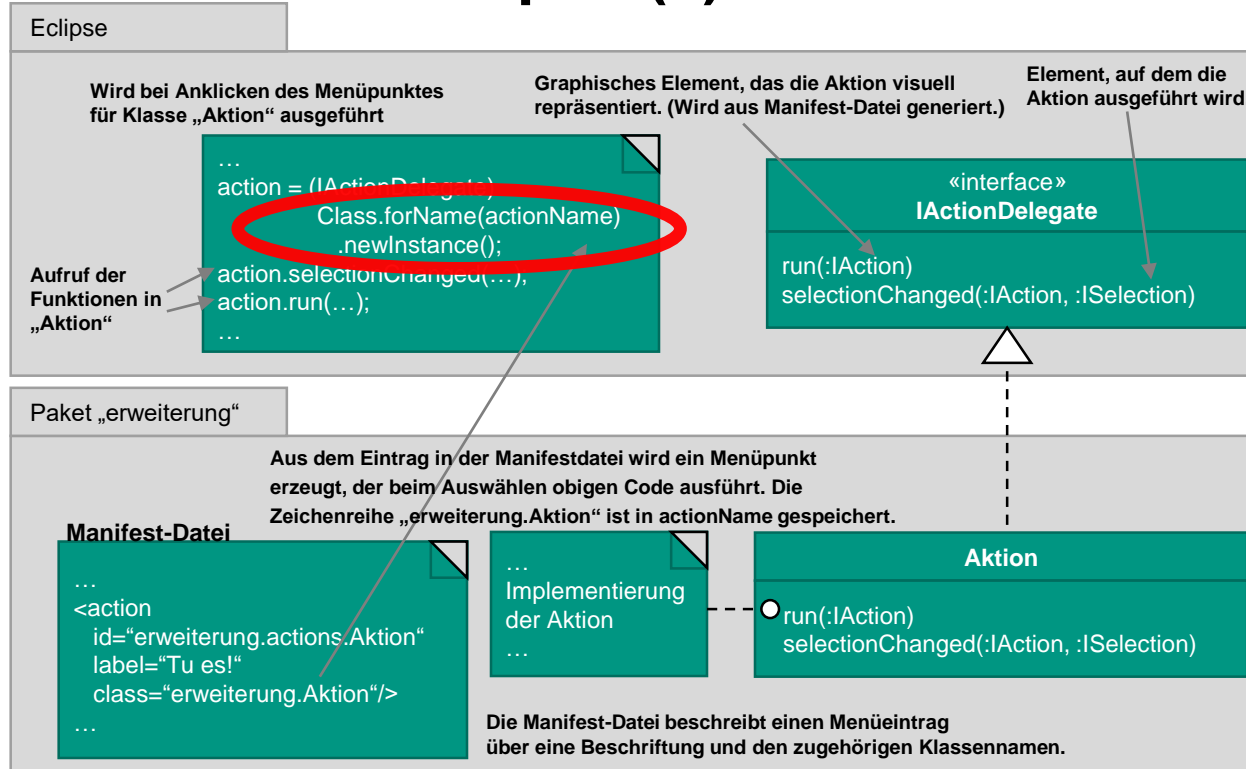 Eclipse
Wird bei Anklicken des Menüpunktes
für Klasse „Aktion“ ausgeführt
Graphisches Element, das die Aktion visuell
repräsentiert. (Wird aus Manifest-Datei generiert.)
Element, auf dem die
Aktion ausgeführt wird
…
action = (IActionDelegate)
Class.forName(actionName)
.newInstance();
action.selectionChanged(…);
action.run(…);
…
Aufruf der
Funktionen in
„Aktion“
«interface»
IActionDelegate
run(:IAction)
selectionChanged(:IAction, :ISelection)
Paket „erweiterung“
Aus dem Eintrag in der Manifestdatei wird ein Menüpunkt
erzeugt, der beim Auswählen obigen Code ausführt. Die
Zeichenreihe „erweiterung.Aktion“ ist in actionName gespeichert.
Manifest-Datei
…
<action
id=“erweiterung.actions.Aktion“
label=“Tu es!“
class=“erweiterung.Aktion“/>
…
…
Implementierung
der Aktion
…
Aktion
run(:IAction)
selectionChanged(:IAction, :ISelection)
Die Manifest-Datei beschreibt einen Menüeintrag
über eine Beschriftung und den zugehörigen Klassennamen.